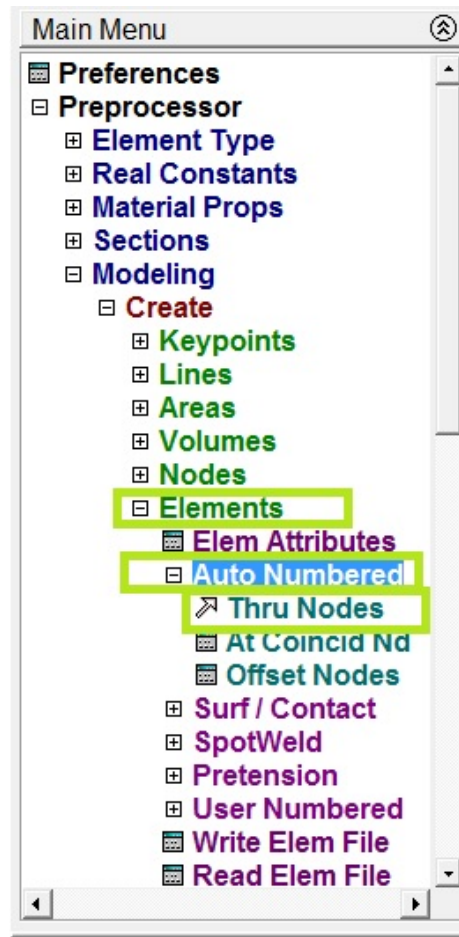 Main Menu
Preferences
Preprocessor
Element Type
Real Constants
Material Props
Sections
Modeling
Create
Keypoints
Lines
Areas
Volumes
Nodes
Elements
Elem Attributes
Auto Numbered
Thru Nodes
At Coincid Nd
Offset Nodes
Surf / Contact
SpotWeld
Pretension
User Numbered
Write Elem File
Read Elem File